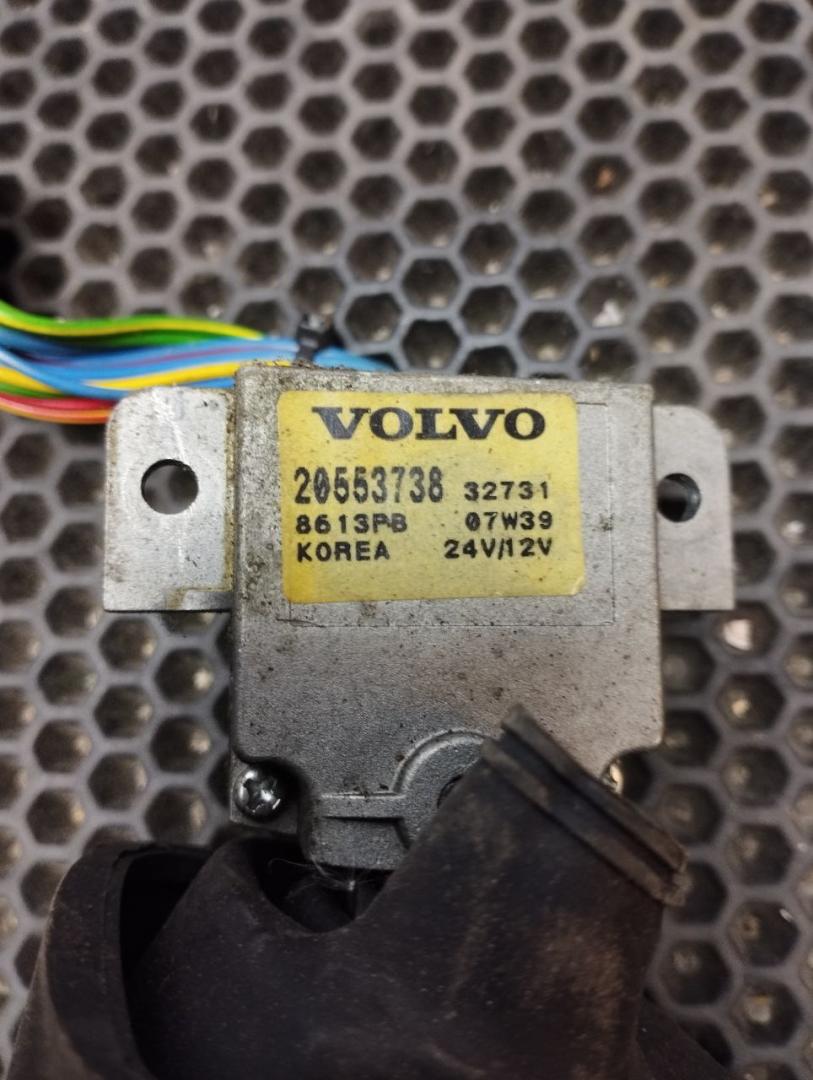 VOLVO
20553738 32731
8613PB 07W39
KOREA 24V/12V